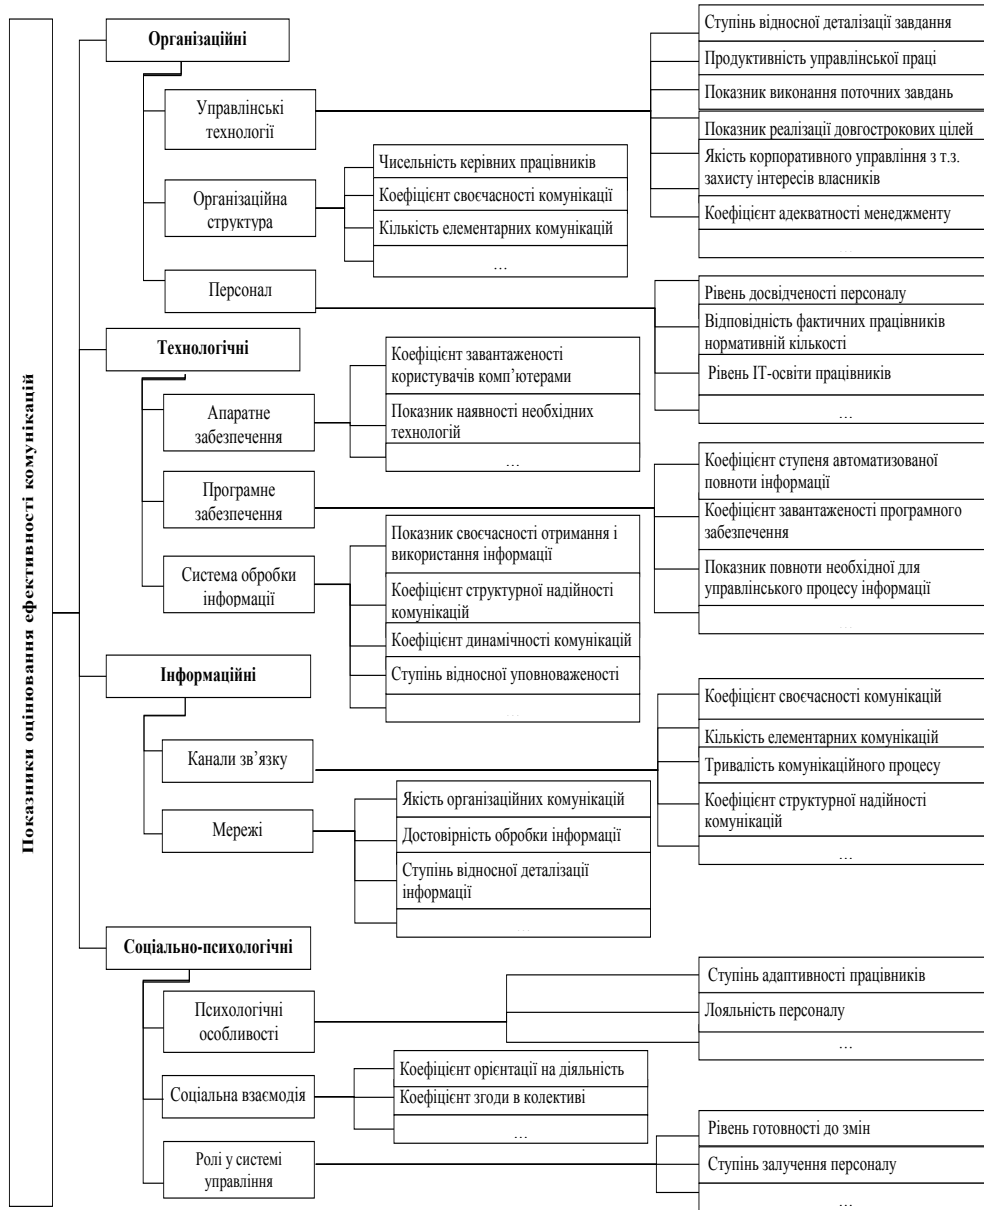 Показники оцінювання ефективності комунікацій
Організаційні
Управлінські
технології
Ступінь відносної деталізації завдання
Продуктивність управлінської праці
Показник виконання поточних завдань
Показник реалізації довгострокових цілей
Якість корпоративного управління з т.з.
захисту інтересів власників
Коефіцієнт адекватності менеджменту
…
Організаційна
структура
Чисельність керівних працівників
Коефіцієнт своєчасності комунікації
Кількість елементарних комунікацій
…
Персонал
Рівень досвідченості персоналу
Відповідність фактичних працівників
нормативній кількості
Рівень ІТ-освіти працівників
…
Технологічні
Апаратне
забезпечення
Коефіцієнт завантаженості
користувачів комп’ютерами
Показник наявності необхідних
технологій
…
Програмне
забезпечення
Коефіцієнт ступеня автоматизованої
повноти інформації
Коефіцієнт завантаженості програмного
забезпечення
Показник повноти необхідної для
управлінського процесу інформації
…
Система обробки
інформації
Показник своєчасності отримання і
використання інформації
Коефіцієнт структурної надійності
комунікацій
Коефіцієнт динамічності комунікацій
Ступінь відносної уповноваженості
…
Інформаційні
Канали зв’язку
Коефіцієнт своєчасності комунікацій
Кількість елементарних комунікацій
Тривалість комунікаційного процесу
Коефіцієнт структурної надійності
комунікацій
…
Мережі
Якість організаційних комунікацій
Достовірність обробки інформації
Ступінь відносної деталізації
інформації
…
Соціально-психологічні
Психологічні
особливості
Ступінь адаптивності працівників
Лояльність персоналу
…
Соціальна взаємодія
Коефіцієнт орієнтації на діяльність
Коефіцієнт згоди в колективі
…
Ролі у системі
управління
Рівень готовності до змін
Ступінь залучення персоналу
…